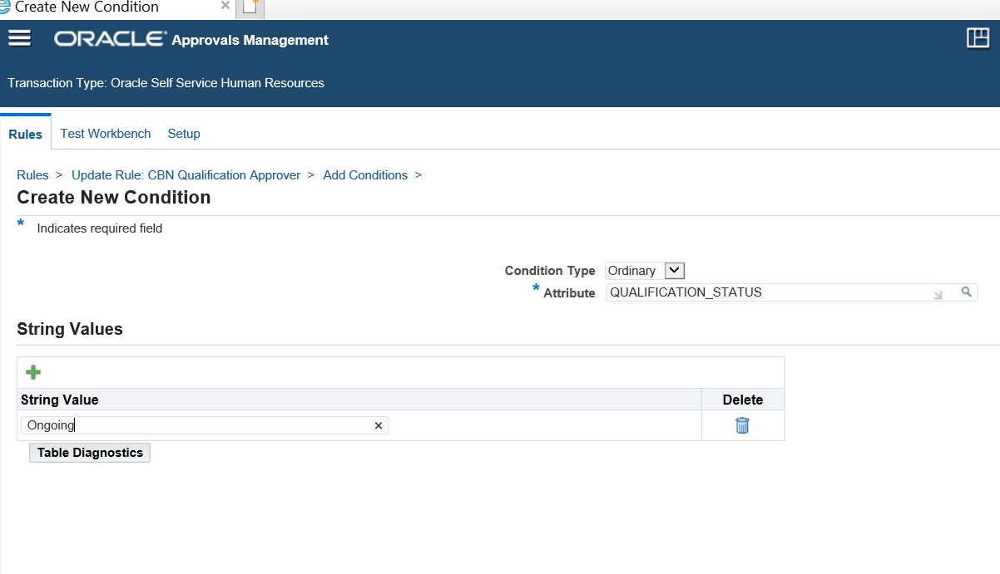 Create New Condition
ORACLE® Approvals Management
Transaction Type: Oracle Self Service Human Resources
Rules Test Workbench Setup
Rules > Update Rule: CBN Qualification Approver > Add Conditions >
Create New Condition
* Indicates required field
Condition Type Ordinary
* Attribute QUALIFICATION_STATUS
String Values
String Value Delete
Ongoing
Table Diagnostics